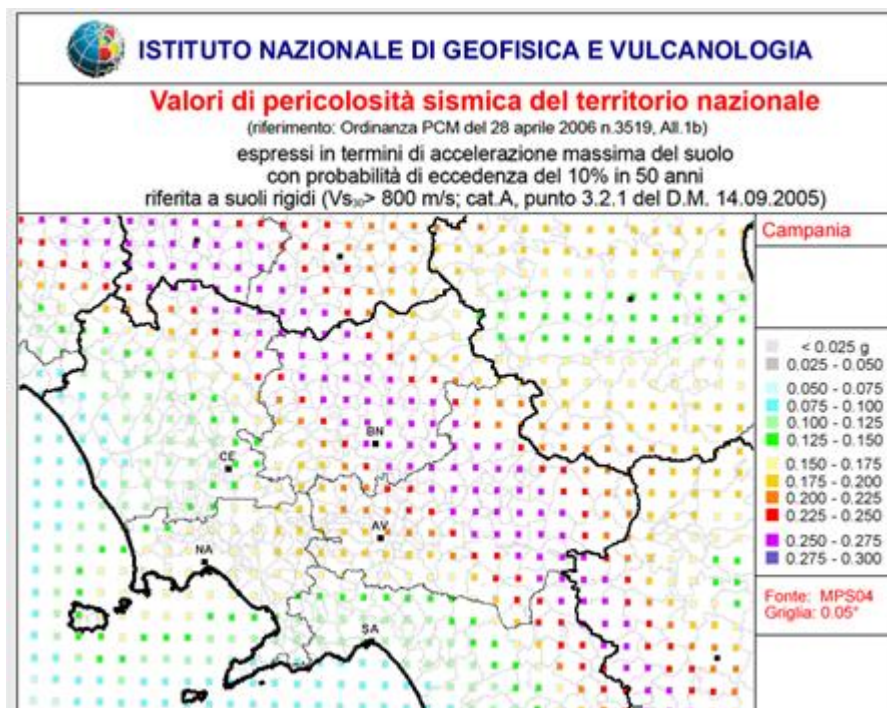 ISTITUTO NAZIONALE DI GEOFISICA E VULCANOLOGIA
Valori di pericolosità sismica del territorio nazionale
(riferimento: Ordinanza PCM del 28 aprile 2006 n.3519, All.1b)
espressi in termini di accelerazione massima del suolo
con probabilità di eccedenza del 10% in 50 anni
riferita a suoli rigidi (Vs₃₀> 800 m/s; cat.A, punto 3.2.1 del D.M. 14.09.2005)
Campania
< 0.025 g
0.025 - 0.050
0.050 - 0.075
0.075 - 0.100
0.100 - 0.125
0.125 - 0.150
0.150 - 0.175
0.175 - 0.200
0.200 - 0.225
0.225 - 0.250
0.250 - 0.275
0.275 - 0.300
Fonte: MPS04
Griglia: 0.05°
BN
CE
AV
NA
SA